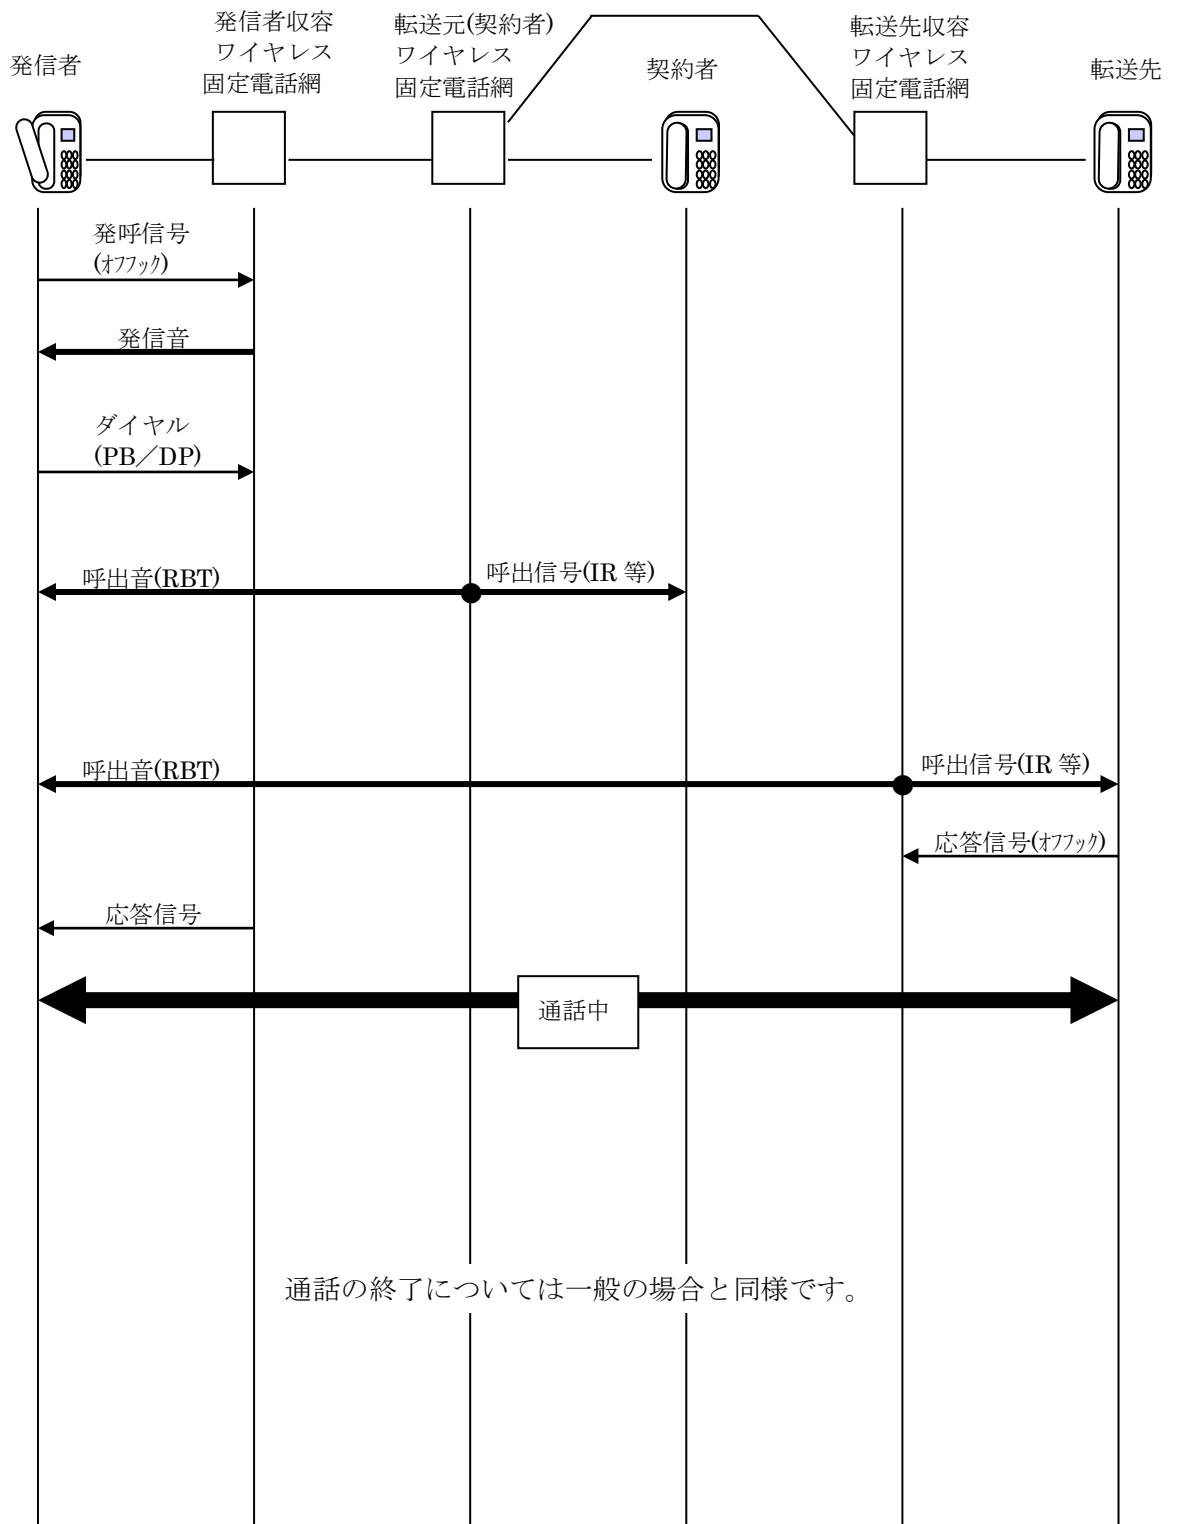 発信者
発信者収容
ワイヤレス
固定電話網
転送元(契約者)
ワイヤレス
固定電話網
契約者
転送先収容
ワイヤレス
固定電話網
転送先
発呼信号
(ｵﾌﾌｯｸ)
発信音
ダイヤル
(PB／DP)
呼出音(RBT)
呼出信号(IR 等)
呼出音(RBT)
呼出信号(IR 等)
応答信号(ｵﾌﾌｯｸ)
応答信号
通話中
通話の終了については一般の場合と同様です。